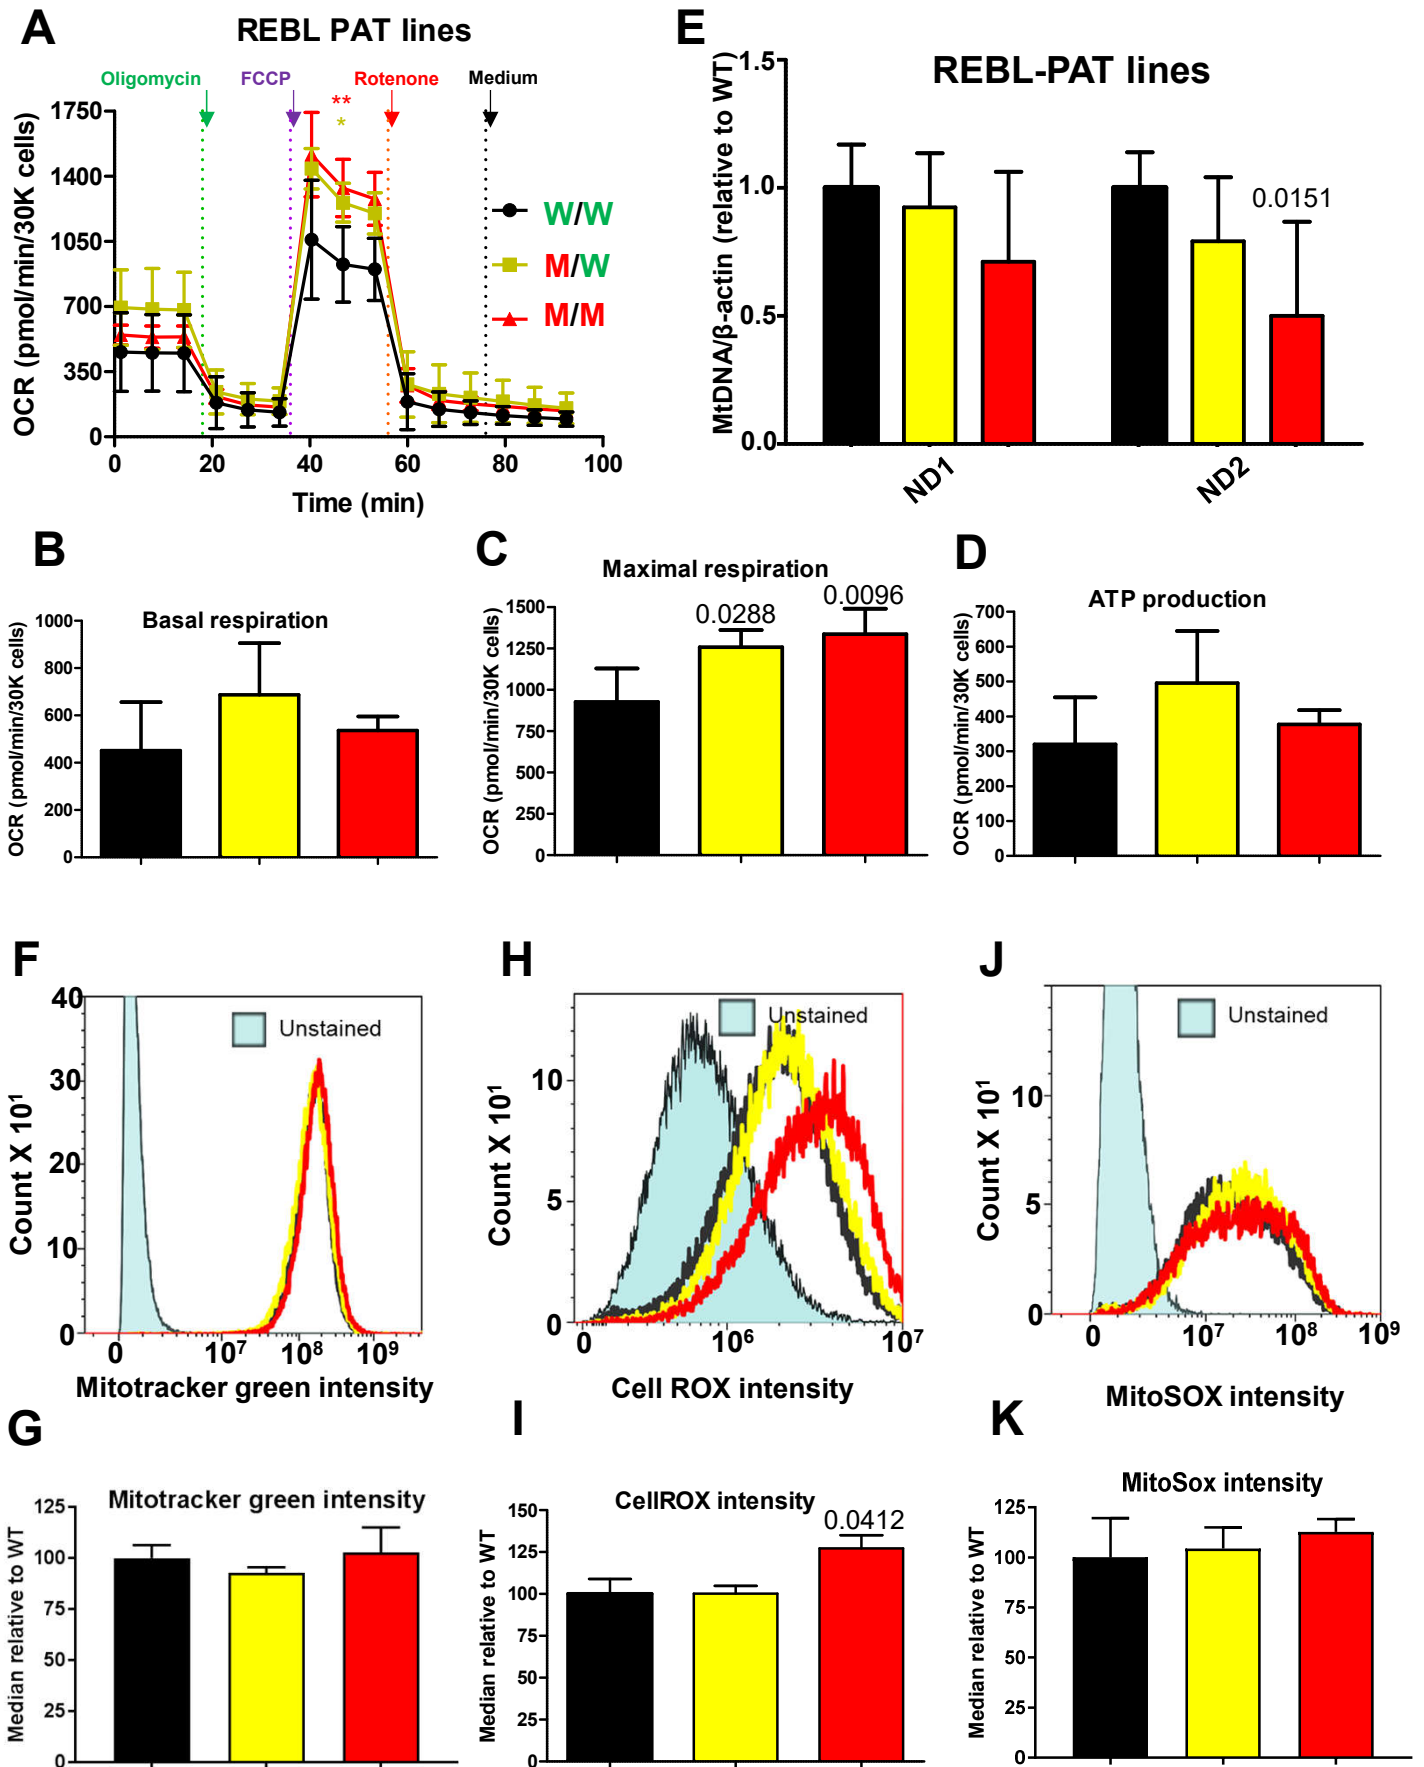 A
REBL PAT lines
Oligomycin
FCCP
Rotenone
Medium
**
*
OCR (pmol/min/30K cells)
1750
1400
1050
700
350
0
0 20 40 60 80 100
Time (min)
W/W
M/W
M/M
E
REBL-PAT lines
MtDNA/β-actin (relative to WT)
1.5
1.0
0.5
0.0
0.0151
ND1 ND2
B
Basal respiration
OCR (pmol/min/30K cells)
1000
800
600
400
200
0
C
Maximal respiration
OCR (pmol/min/30K cells)
1500
1250
1000
750
500
250
0
0.0288
0.0096
D
ATP production
OCR (pmol/min/30K cells)
700
600
500
400
300
200
100
0
F
Unstained
Count X 10¹
40
30
20
10
0
0 10⁷ 10⁸ 10⁹
Mitotracker green intensity
H
Unstained
Count X 10¹
10
5
0
0 10⁶ 10⁷
Cell ROX intensity
J
Unstained
Count X 10¹
10
5
0
0 10⁷ 10⁸ 10⁹
MitoSOX intensity
G
Mitotracker green intensity
Median relative to WT
125
100
75
50
25
0
I
CellROX intensity
Median relative to WT
150
125
100
75
50
25
0
0.0412
K
MitoSox intensity
Median relative to WT
125
100
75
50
25
0